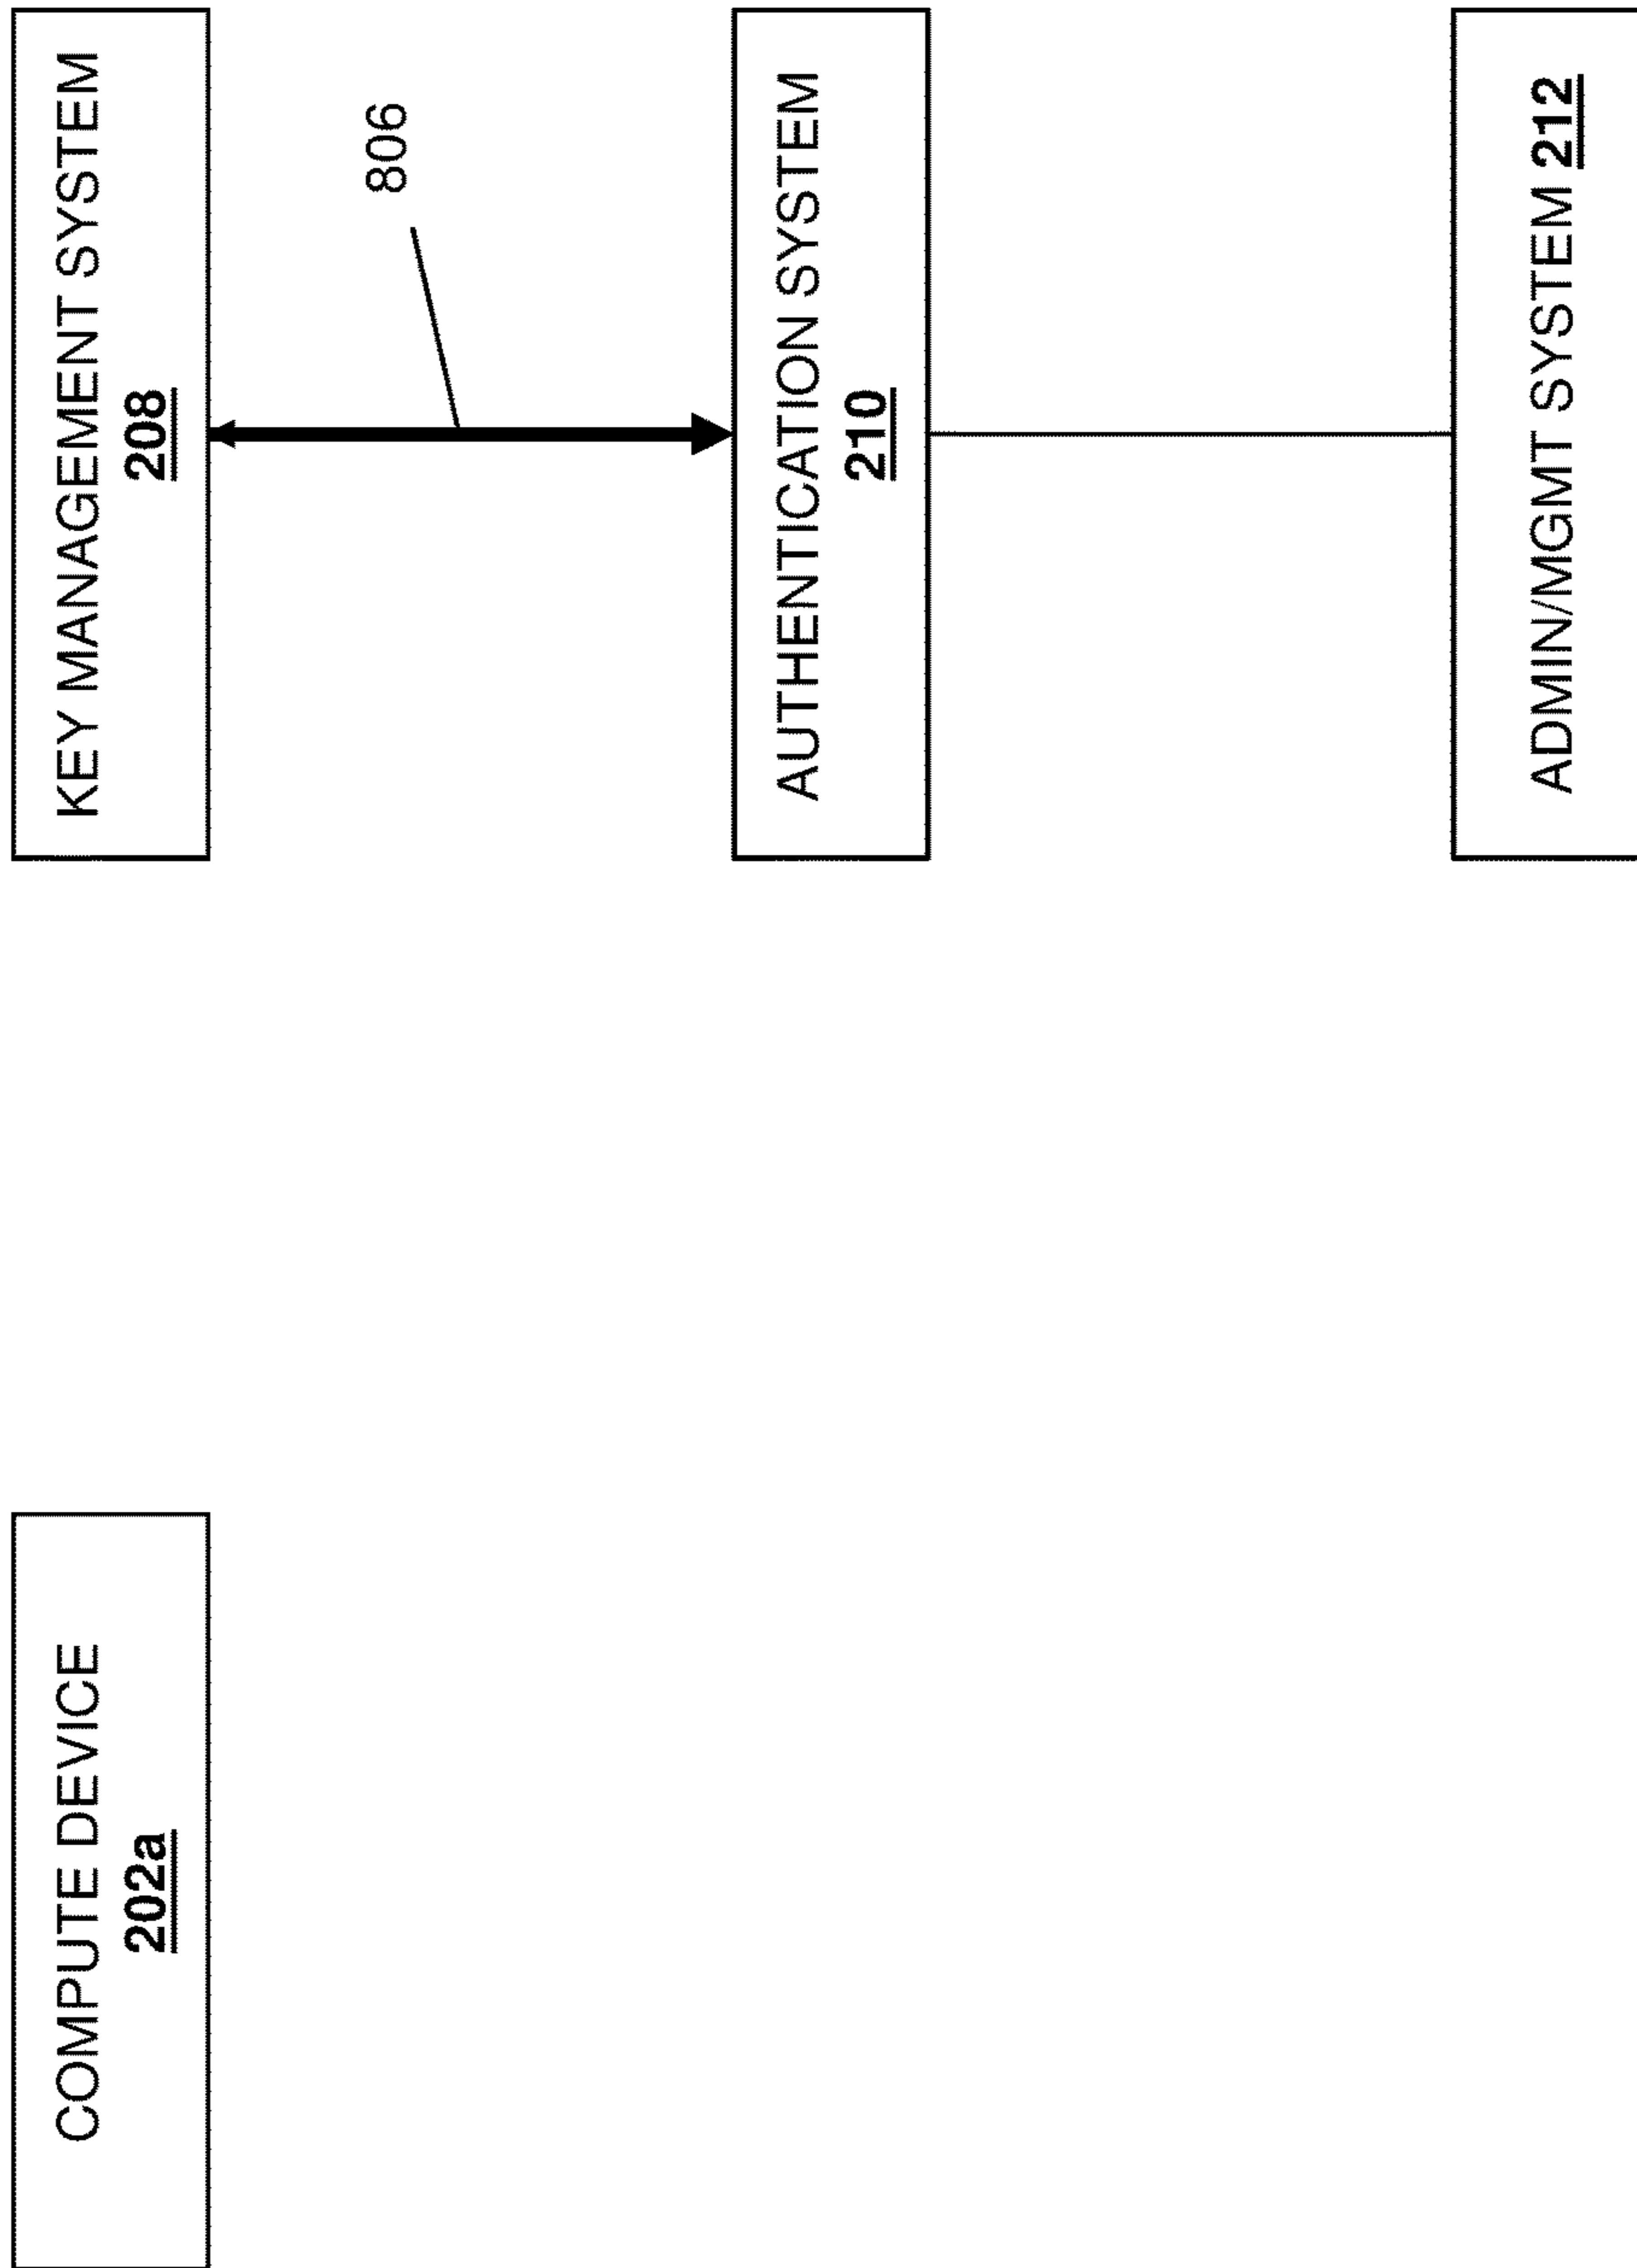 COMPUTE DEVICE
202a
KEY MANAGEMENT SYSTEM
208
806
AUTHENTICATION SYSTEM
210
ADMIN/MGMT SYSTEM 212